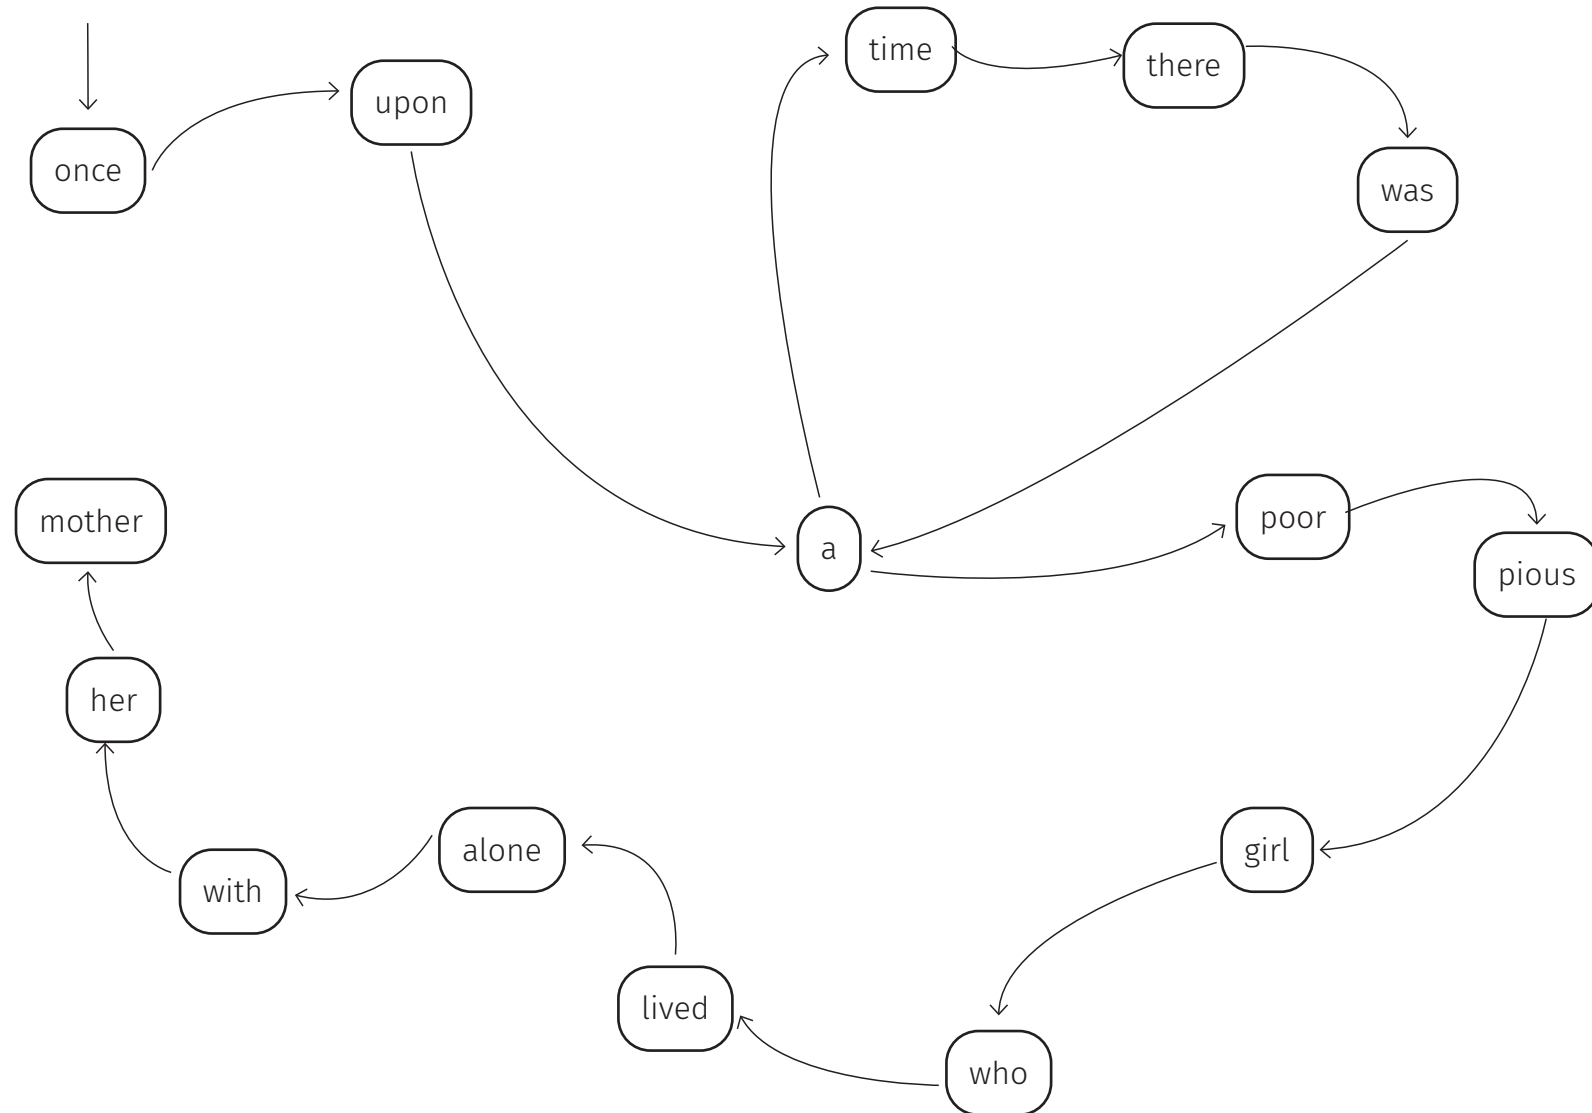 once
upon
a
time
there
was
poor
pious
girl
who
lived
alone
with
her
mother